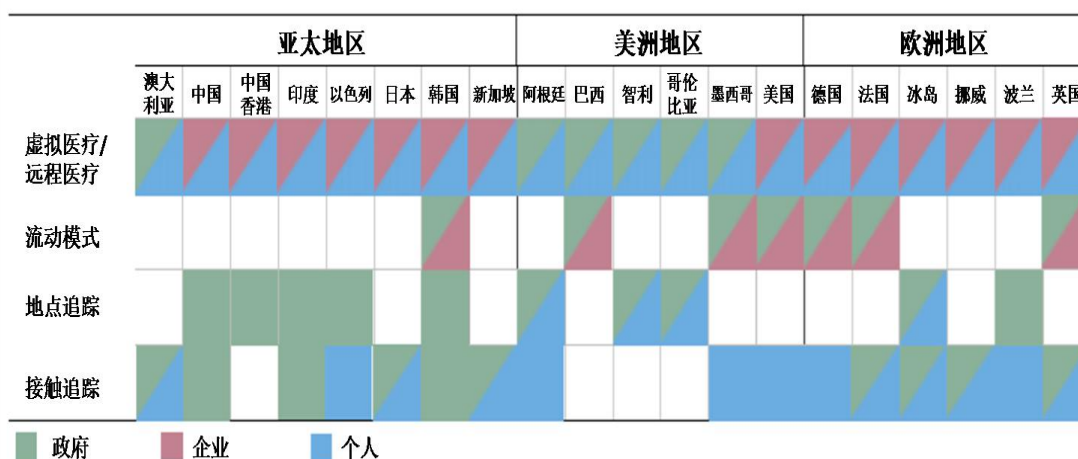 亚太地区 美洲地区 欧洲地区
澳大利亚 中国 中国香港 印度 以色列 日本 韩国 新加坡 阿根廷 巴西 智利 哥伦比亚 墨西哥 美国 德国 法国 冰岛 挪威 波兰 英国
虚拟医疗/
远程医疗
流动模式
地点追踪
接触追踪
政府 企业 个人